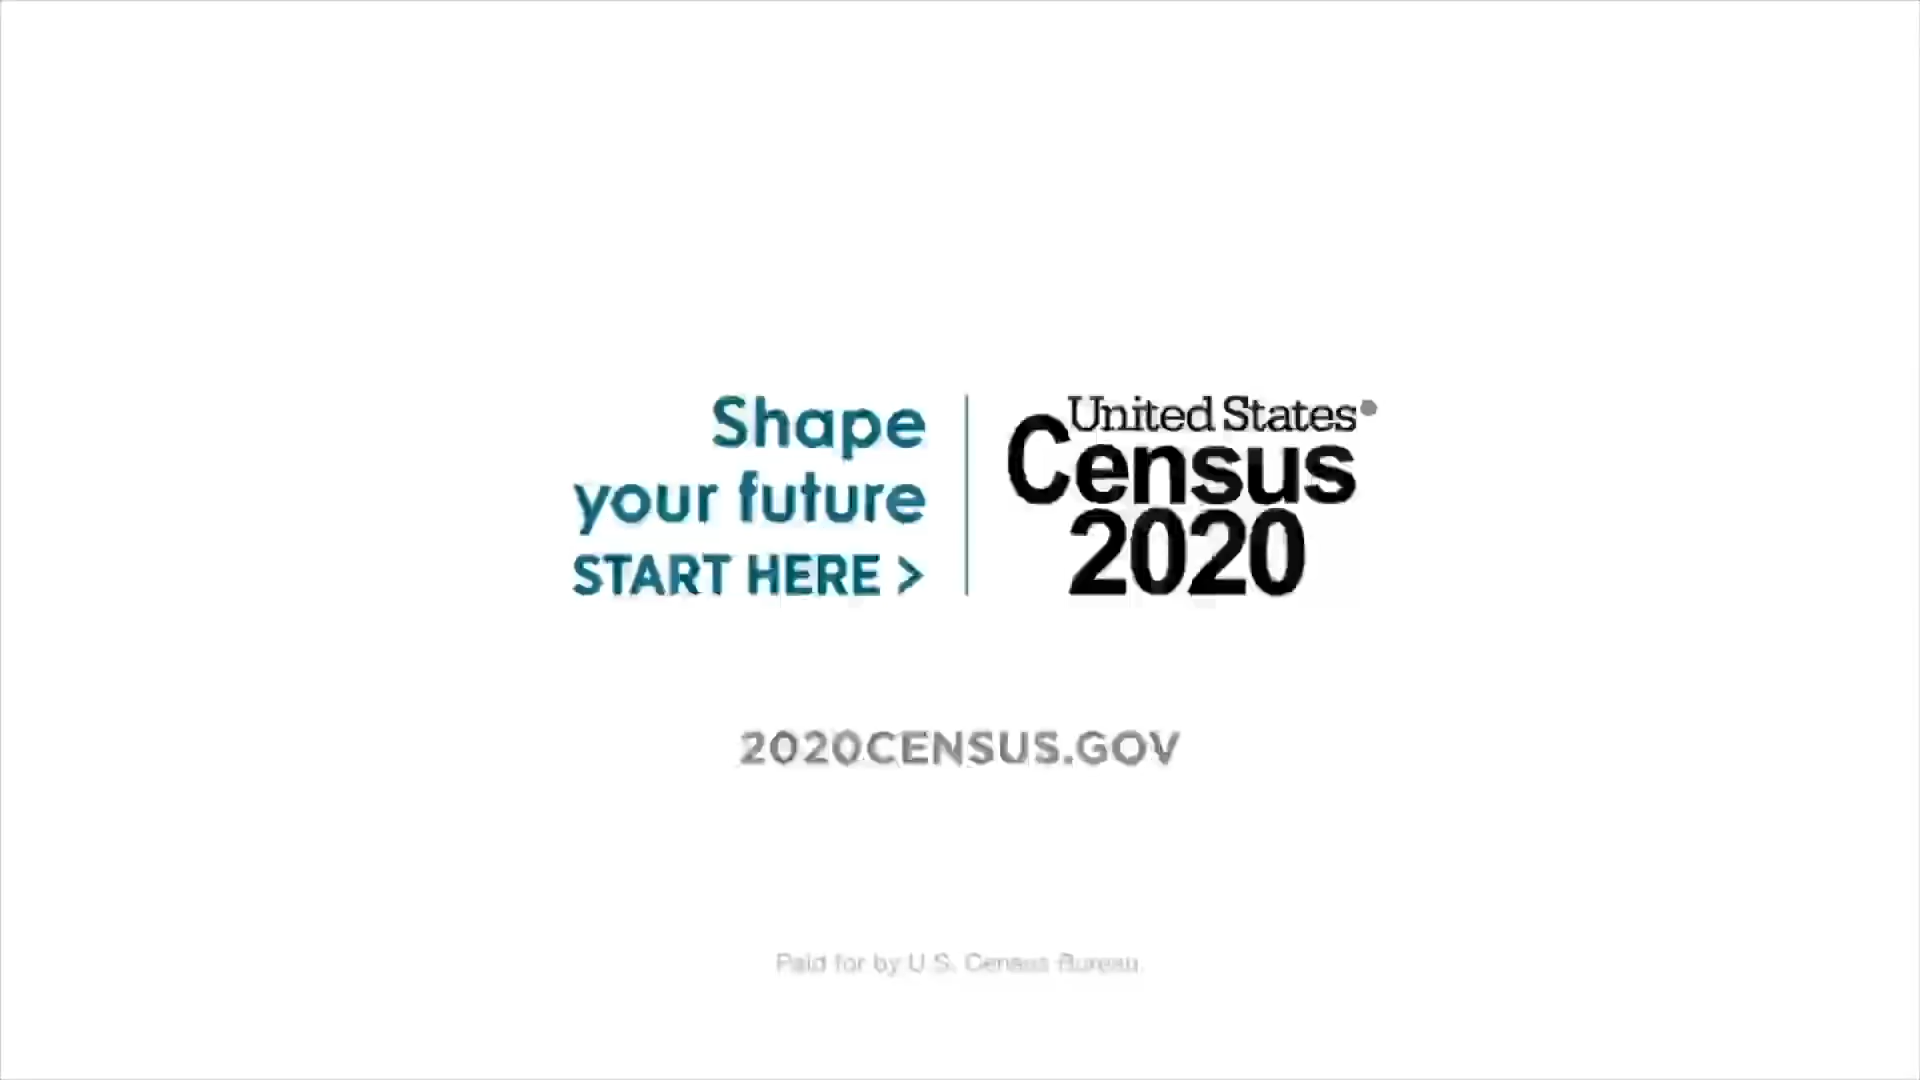 Shape
your future
START HERE >
United States®
Census
2020
2020CENSUS.GOV
Paid for by U.S. Census Bureau.